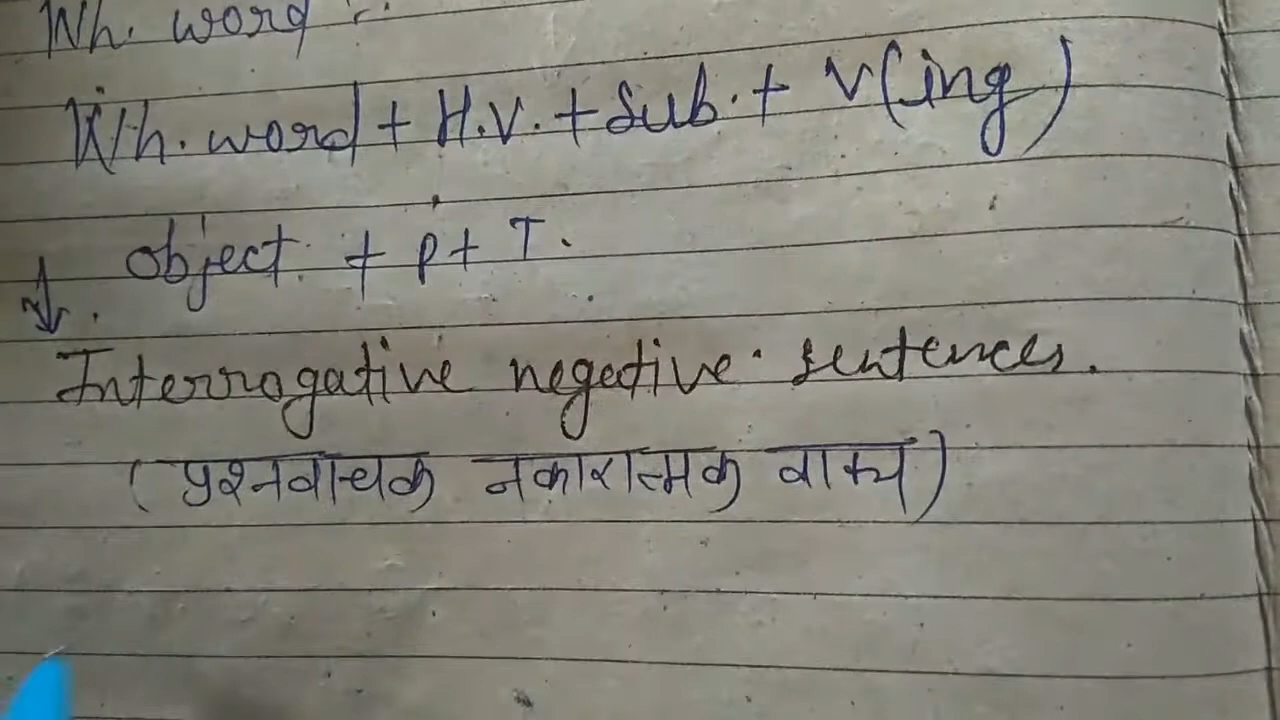 Wh. word
Wh. word + H.V. + Sub. + V(ing)
object + P + T.
Interrogative negative sentences.
(प्रश्नवाचक नकारात्मक वाक्य)